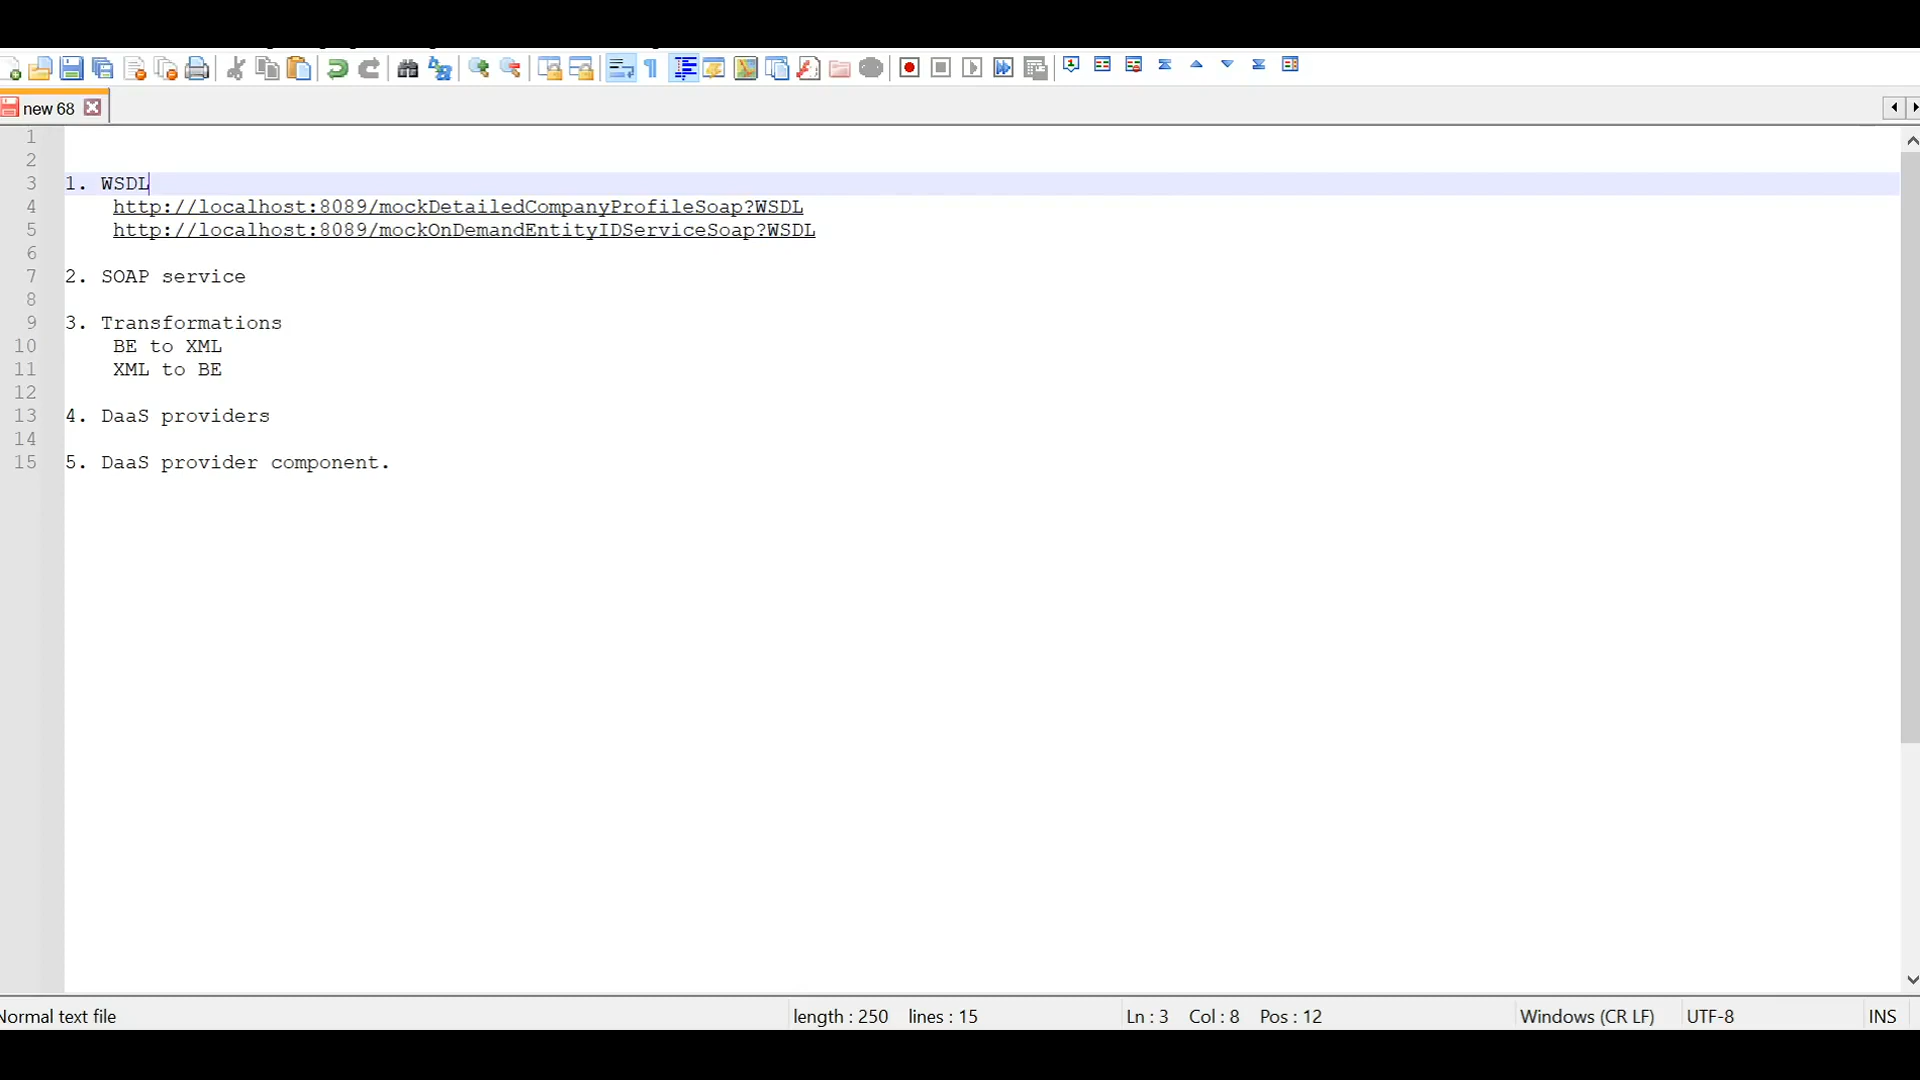 new 68
1
2
3 1. WSDL
4 http://localhost:8089/mockDetailedCompanyProfileSoap?WSDL
5 http://localhost:8089/mockOnDemandEntityIDServiceSoap?WSDL
6
7 2. SOAP service
8
9 3. Transformations
10 BE to XML
11 XML to BE
12
13 4. DaaS providers
14
15 5. DaaS provider component.
Normal text file length : 250 lines : 15 Ln : 3 Col : 8 Pos : 12 Windows (CR LF) UTF-8 INS